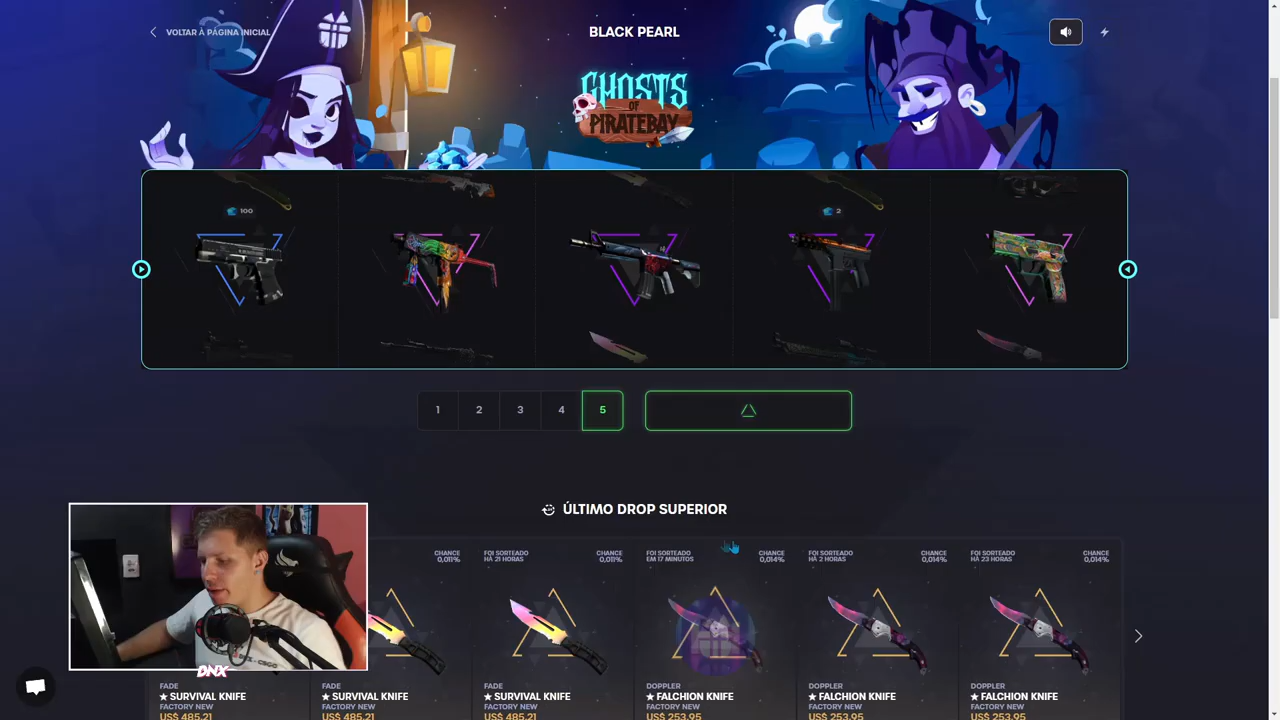 VOLTAR À PÁGINA INICIAL
BLACK PEARL
GHOSTS
OF
PIRATEBAY
100
2
1 2 3 4 5
ÚLTIMO DROP SUPERIOR
CHANCE
0,011%
FOI SORTEADO
HÁ 21 HORAS
CHANCE
0,011%
FOI SORTEADO
EM 17 MINUTOS
CHANCE
0,014%
FOI SORTEADO
HÁ 2 HORAS
CHANCE
0,014%
FOI SORTEADO
HÁ 23 HORAS
CHANCE
0,014%
DNX
FADE
★ SURVIVAL KNIFE
FACTORY NEW
US$ 485.21
FADE
★ SURVIVAL KNIFE
FACTORY NEW
US$ 485.21
FADE
★ SURVIVAL KNIFE
FACTORY NEW
US$ 485.21
DOPPLER
★ FALCHION KNIFE
FACTORY NEW
US$ 253.95
DOPPLER
★ FALCHION KNIFE
FACTORY NEW
US$ 253.95
DOPPLER
★ FALCHION KNIFE
FACTORY NEW
US$ 253.95